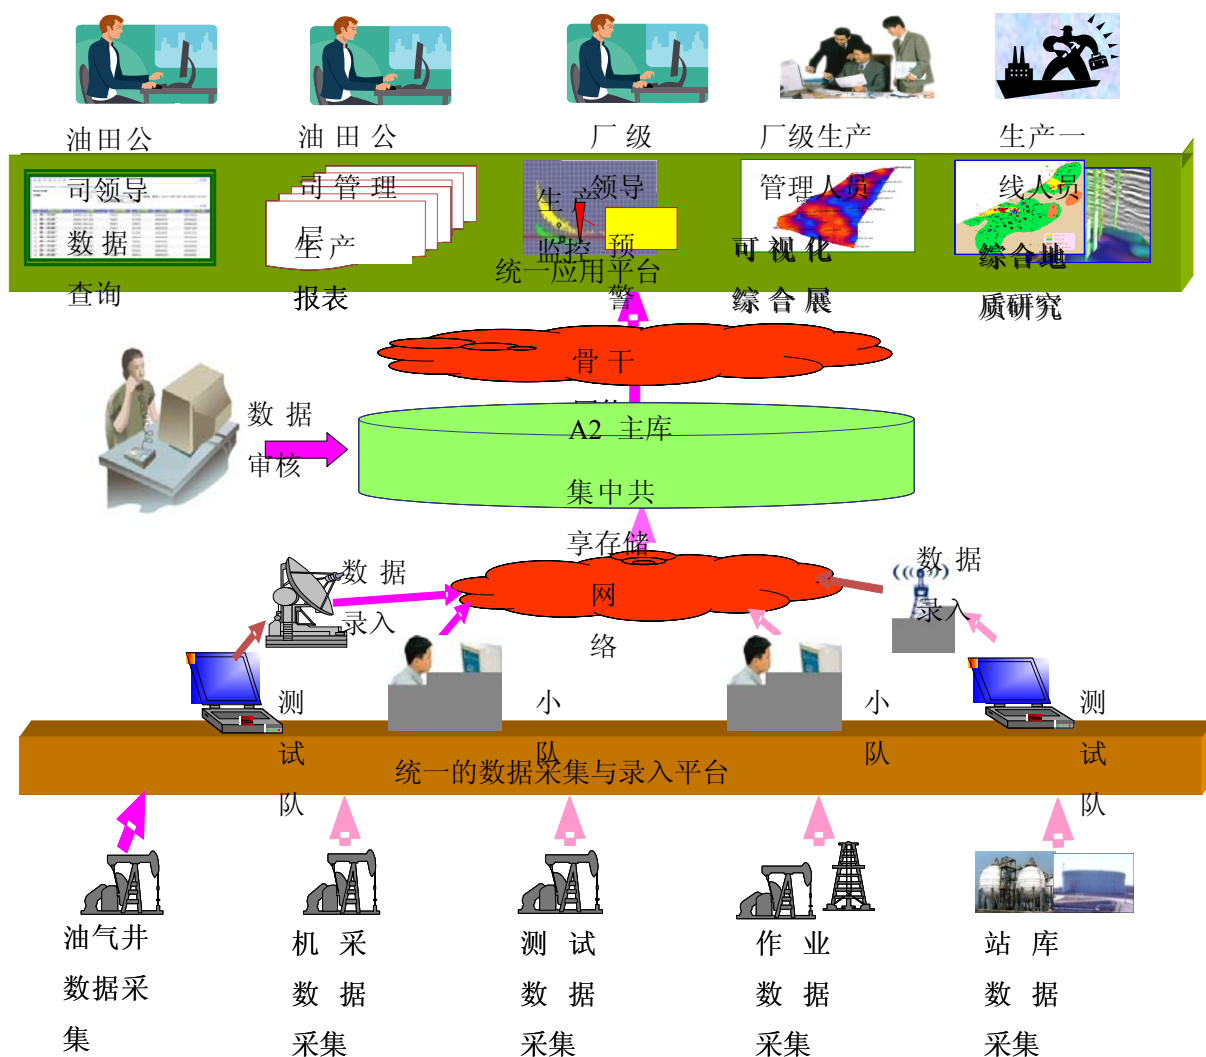 油田公
司领导
油 田 公
司 管 理
层
厂 级
领导
厂级生产
管理人员
生产一
线人员
数 据
查询
生产
报表
生产
监控
预
警
可 视 化
综 合 展
综合地
质研究
统一应用平台
骨 干
数 据
审核
A2 主库
集中共
享存储
数 据
录入
网
络
数 据
录入
测
试
队
小
队
小
队
测
试
队
统一的数据采集与录入平台
油气井
数据采
集
机 采
数 据
采集
测 试
数 据
采集
作 业
数 据
采集
站 库
数 据
采集